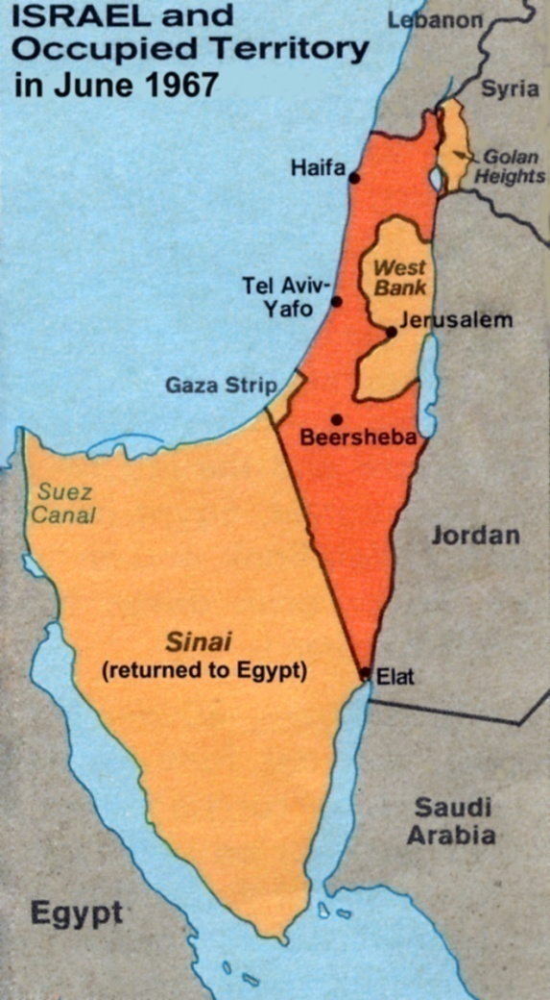 ISRAEL and
Occupied Territory
in June 1967
Lebanon
Syria
Golan
Heights
Haifa
West
Bank
Tel Aviv-
Yafo
Jerusalem
Gaza Strip
Beersheba
Suez
Canal
Jordan
Sinai
(returned to Egypt)
Elat
Saudi
Arabia
Egypt